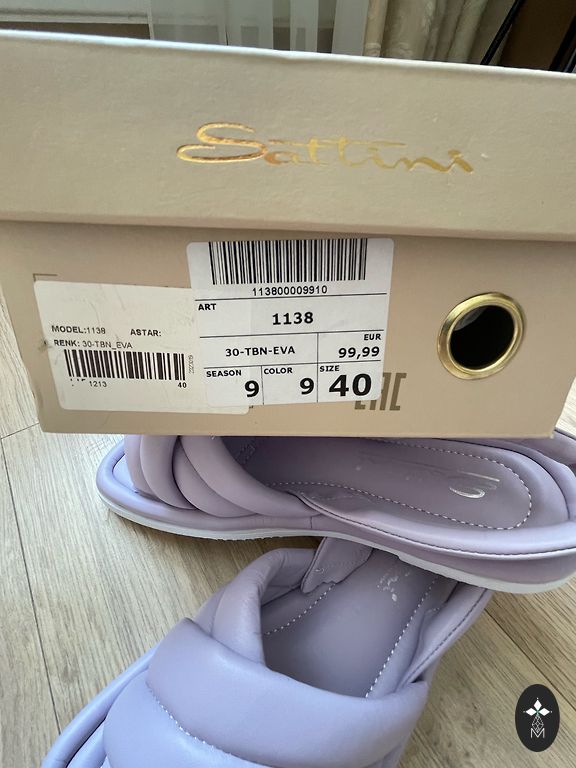 Sattini
113800009910
ART
1138
EUR
30-TBN-EVA
99,99
SEASON
9
COLOR
9
SIZE
40
MODEL:1138 ASTAR:
RENK: 30-TBN_EVA
1213
40
EAC
M